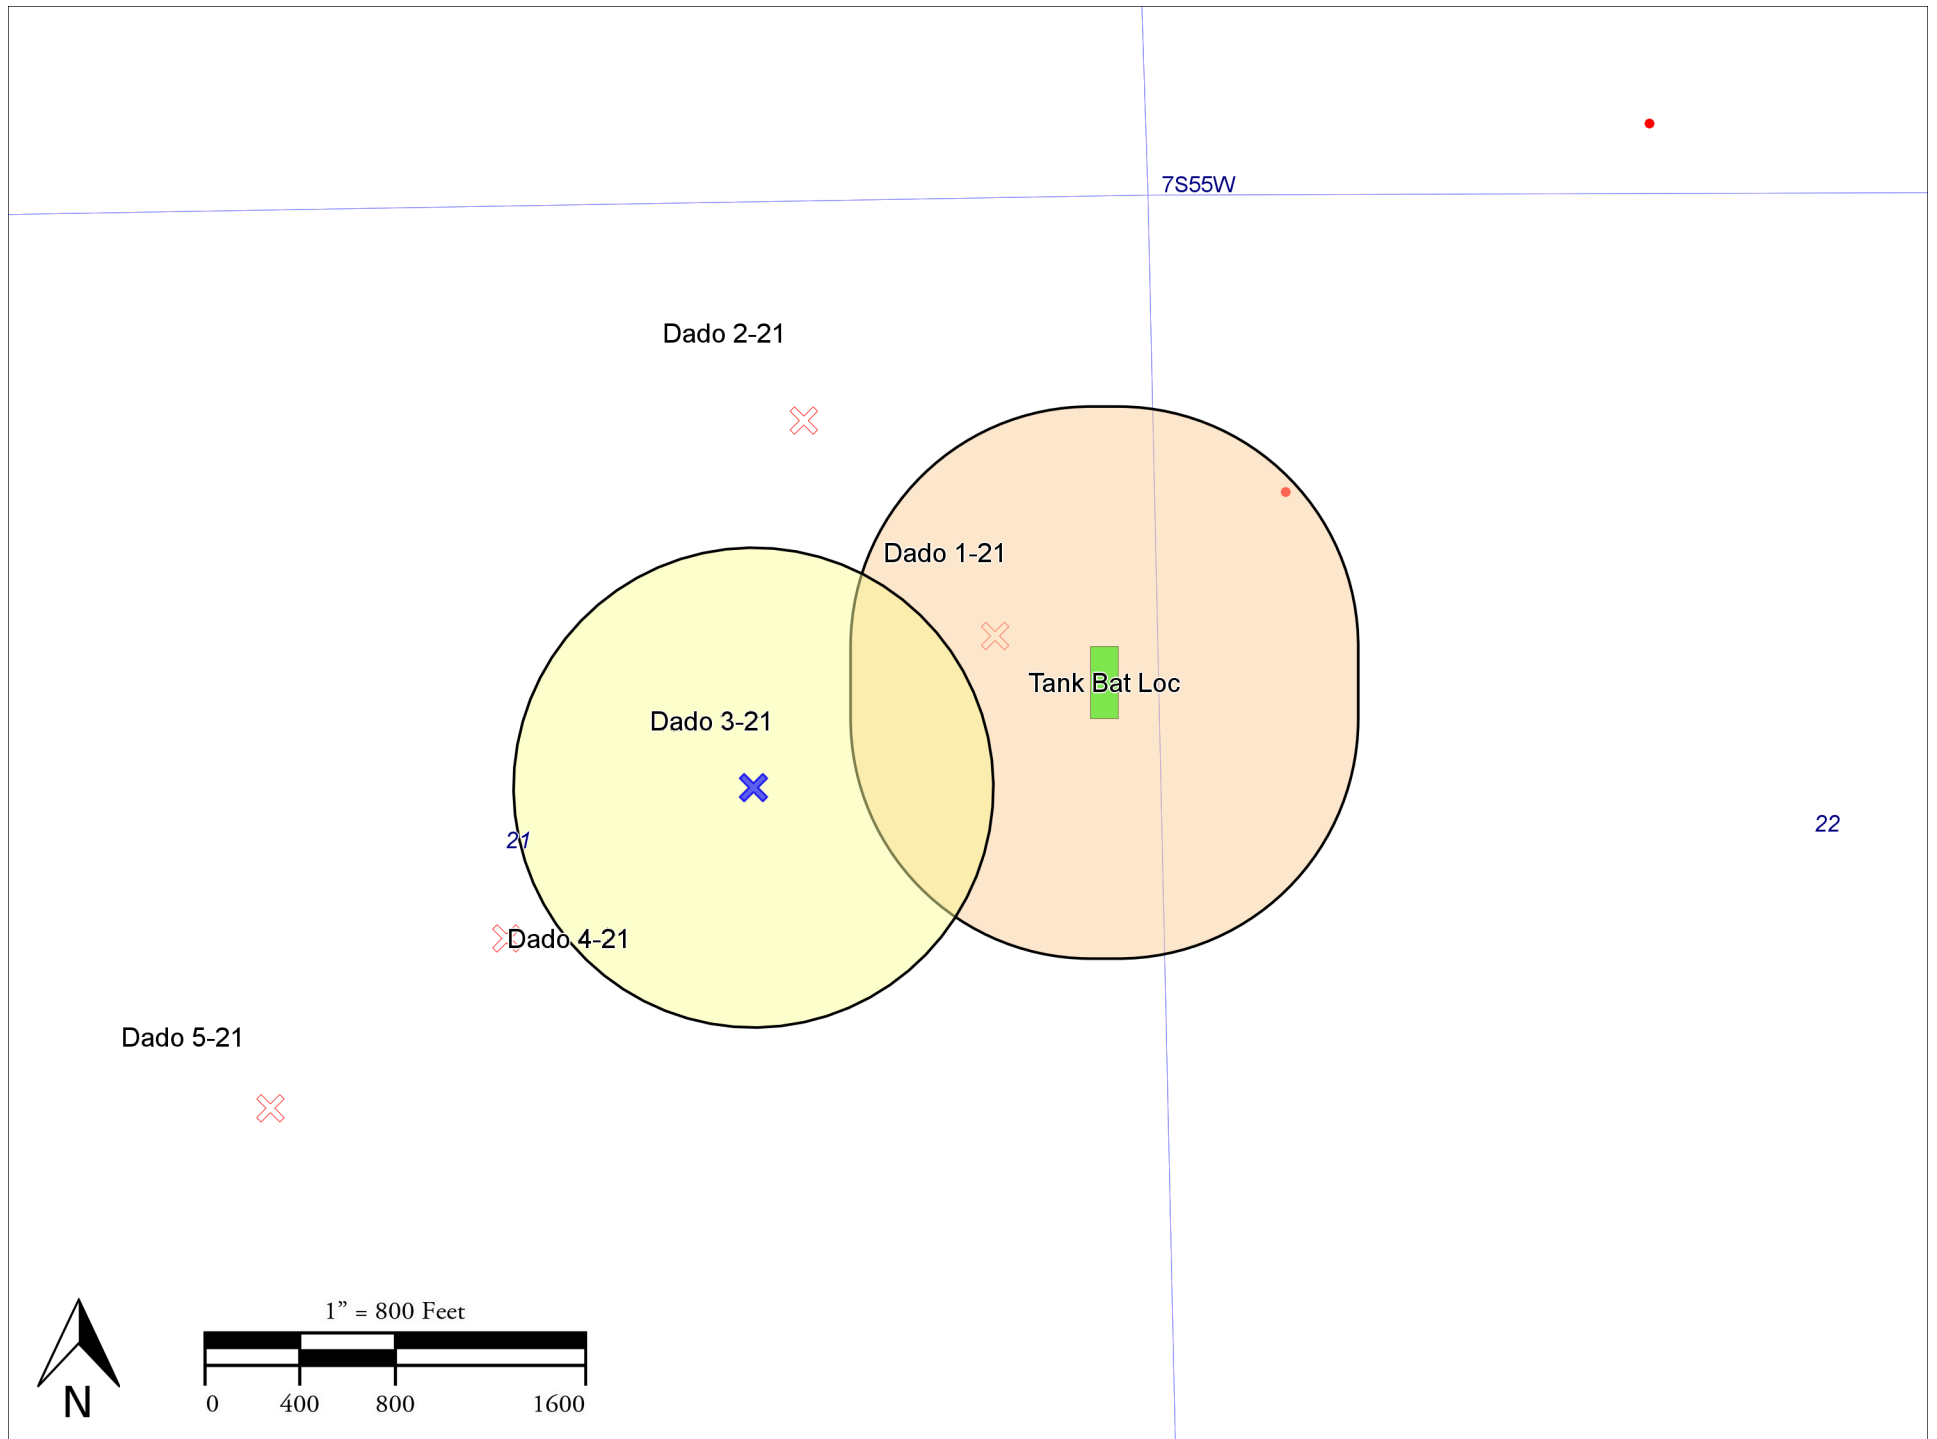 7S55W
Dado 2-21
Dado 1-21
Tank Bat Loc
Dado 3-21
21
22
Dado 4-21
Dado 5-21
1” = 800 Feet
0 400 800 1600
N